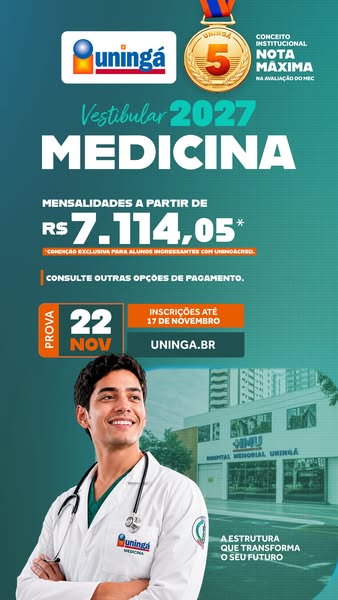 uningá
UNINGÁ
5
CONCEITO
INSTITUCIONAL
NOTA
MÁXIMA
NA AVALIAÇÃO DO MEC
Vestibular 2027
MEDICINA
MENSALIDADES A PARTIR DE
R$ 7.114,05*
*CONDIÇÃO EXCLUSIVA PARA ALUNOS INGRESSANTES COM UNINGÁCRED.
CONSULTE OUTRAS OPÇÕES DE PAGAMENTO.
PROVA
22
NOV
INSCRIÇÕES ATÉ
17 DE NOVEMBRO
UNINGA.BR
HMU
HOSPITAL MEMORIAL UNINGÁ
uningá
MEDICINA
A ESTRUTURA
QUE TRANSFORMA
O SEU FUTURO